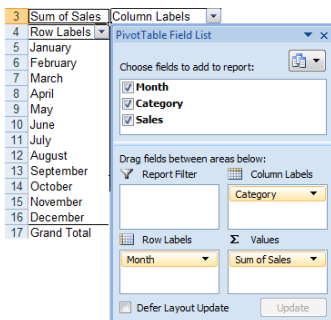 3 Sum of Sales Column Labels
4 Row Labels
5 January
6 February
7 March
8 April
9 May
10 June
11 July
12 August
13 September
14 October
15 November
16 December
17 Grand Total
PivotTable Field List
Choose fields to add to report:
Month
Category
Sales
Drag fields between areas below:
Report Filter
Column Labels
Category
Row Labels
Σ Values
Month
Sum of Sales
Defer Layout Update
Update